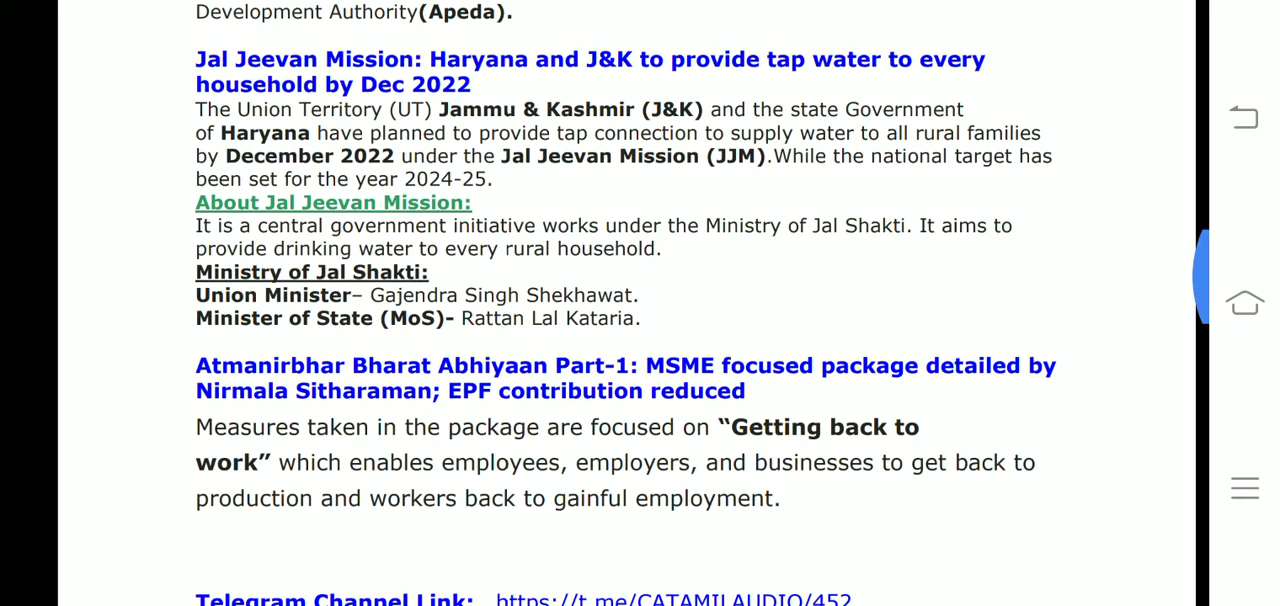 Development Authority(Apeda).
Jal Jeevan Mission: Haryana and J&K to provide tap water to every
household by Dec 2022
The Union Territory (UT) Jammu & Kashmir (J&K) and the state Government
of Haryana have planned to provide tap connection to supply water to all rural families
by December 2022 under the Jal Jeevan Mission (JJM).While the national target has
been set for the year 2024-25.
About Jal Jeevan Mission:
It is a central government initiative works under the Ministry of Jal Shakti. It aims to
provide drinking water to every rural household.
Ministry of Jal Shakti:
Union Minister– Gajendra Singh Shekhawat.
Minister of State (MoS)- Rattan Lal Kataria.
Atmanirbhar Bharat Abhiyaan Part-1: MSME focused package detailed by
Nirmala Sitharaman; EPF contribution reduced
Measures taken in the package are focused on “Getting back to
work” which enables employees, employers, and businesses to get back to
production and workers back to gainful employment.
Telegram Channel Link: https://t.me/CATAMILAUDIO/452